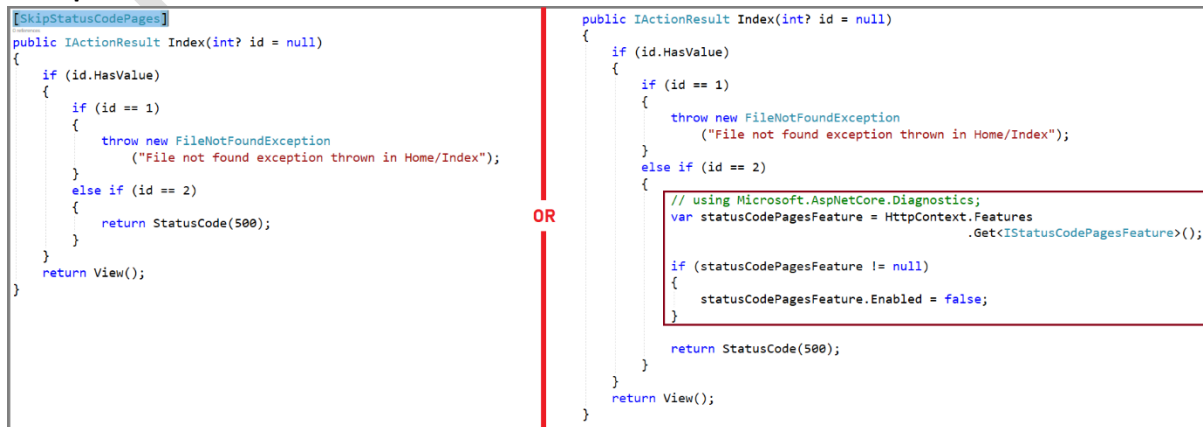 [SkipStatusCodePages]
0 references
public IActionResult Index(int? id = null)
{
if (id.HasValue)
{
if (id == 1)
{
throw new FileNotFoundException
("File not found exception thrown in Home/Index");
}
else if (id == 2)
{
return StatusCode(500);
}
}
return View();
}
OR
public IActionResult Index(int? id = null)
{
if (id.HasValue)
{
if (id == 1)
{
throw new FileNotFoundException
("File not found exception thrown in Home/Index");
}
else if (id == 2)
{
// using Microsoft.AspNetCore.Diagnostics;
var statusCodePagesFeature = HttpContext.Features
.Get<IStatusCodePagesFeature>();
if (statusCodePagesFeature != null)
{
statusCodePagesFeature.Enabled = false;
}
return StatusCode(500);
}
}
return View();
}